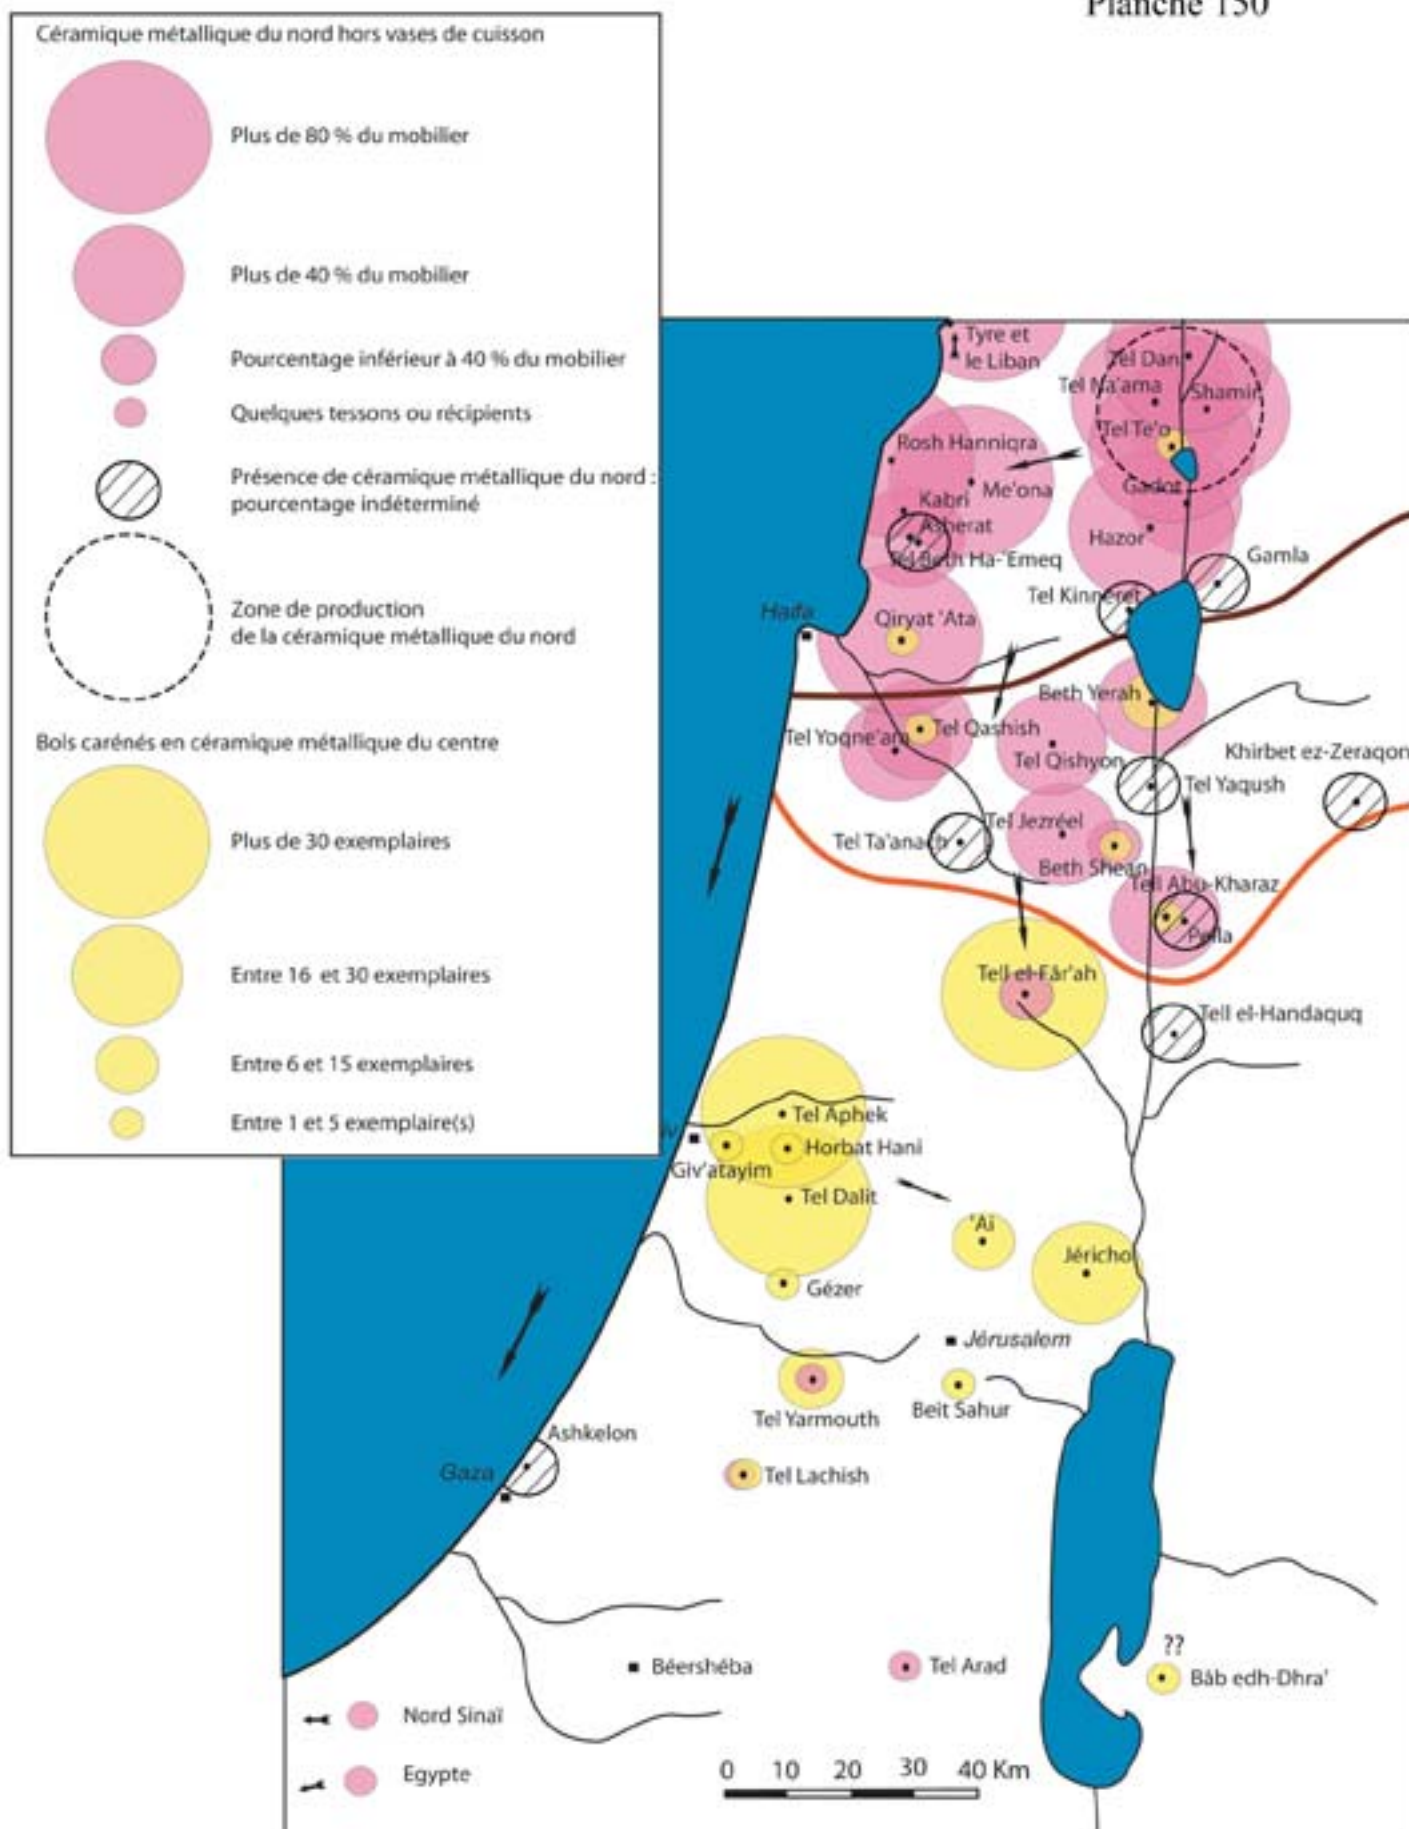 Planche 150
Céramique métallique du nord hors vases de cuisson
Plus de 80 % du mobilier
Plus de 40 % du mobilier
Pourcentage inférieur à 40 % du mobilier
Quelques tessons ou récipients
Présence de céramique métallique du nord :
pourcentage indéterminé
Zone de production
de la céramique métallique du nord
Bols carénés en céramique métallique du centre
Plus de 30 exemplaires
Entre 16 et 30 exemplaires
Entre 6 et 15 exemplaires
Entre 1 et 5 exemplaire(s)
Tyre et
le Liban
Tel Dan
Tel Na'ama
Shamir
Tel Te'o
Rosh Hanniqra
Me'ona
Gadot
Kabri
Asherat
Hazor
Tel Beth Ha-'Emeq
Gamla
Tel Kinneret
Haifa
Qiryat 'Ata
Beth Yerah
Tel Qashish
Tel Yoqne'am
Tel Qishyon
Khirbet ez-Zeraqon
Tel Yaqush
Tel Jezréel
Tel Ta'anach
Beth Shean
Tell Abu-Kharaz
Pella
Tell el-Fâr'ah
Tell el-Handaquq
Tel Aphek
iv
Horbat Hani
Giv'atayim
Tel Dalit
'Aï
Jéricho
Gézer
Jérusalem
Tel Yarmouth
Beit Sahur
Ashkelon
Gaza
Tel Lachish
??
Béershéba
Tel Arad
Bâb edh-Dhra'
Nord Sinaï
Egypte
0 10 20 30 40 Km